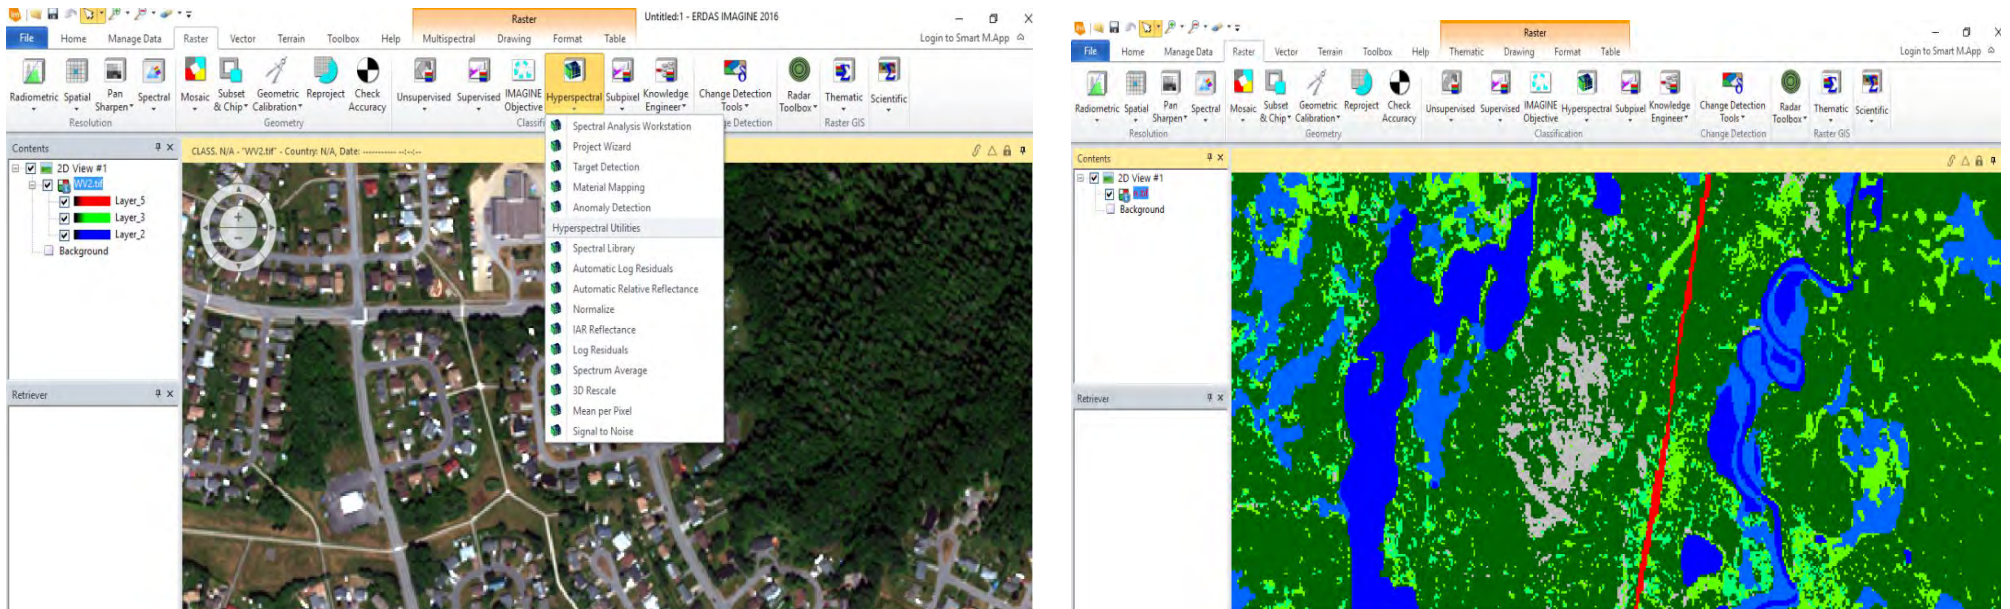 Raster
Untitled:1 - ERDAS IMAGINE 2016
File Home Manage Data Raster Vector Terrain Toolbox Help Multispectral Drawing Format Table Login to Smart M.App
Radiometric Spatial Pan Sharpen Spectral Mosaic Subset & Chip Geometric Calibration Reproject Check Accuracy Unsupervised Supervised IMAGINE Objective Hyperspectral Subpixel Knowledge Engineer Change Detection Tools Radar Toolbox Thematic Scientific
Resolution Geometry Classifi ge Detection Raster GIS
Contents
CLASS. N/A - "WV2.tif" - Country: N/A, Date: ----------- --:--:--
2D View #1
WV2.tif
Layer_5
Layer_3
Layer_2
Background
Retriever
Spectral Analysis Workstation
Project Wizard
Target Detection
Material Mapping
Anomaly Detection
Hyperspectral Utilities
Spectral Library
Automatic Log Residuals
Automatic Relative Reflectance
Normalize
IAR Reflectance
Log Residuals
Spectrum Average
3D Rescale
Mean per Pixel
Signal to Noise
Raster
File Home Manage Data Raster Vector Terrain Toolbox Help Thematic Drawing Format Table Login to Smart M.App
Radiometric Spatial Pan Sharpen Spectral Mosaic Subset & Chip Geometric Calibration Reproject Check Accuracy Unsupervised Supervised IMAGINE Objective Hyperspectral Subpixel Knowledge Engineer Change Detection Tools Radar Toolbox Thematic Scientific
Resolution Geometry Classification Change Detection Raster GIS
Contents
2D View #1
Background
Retriever